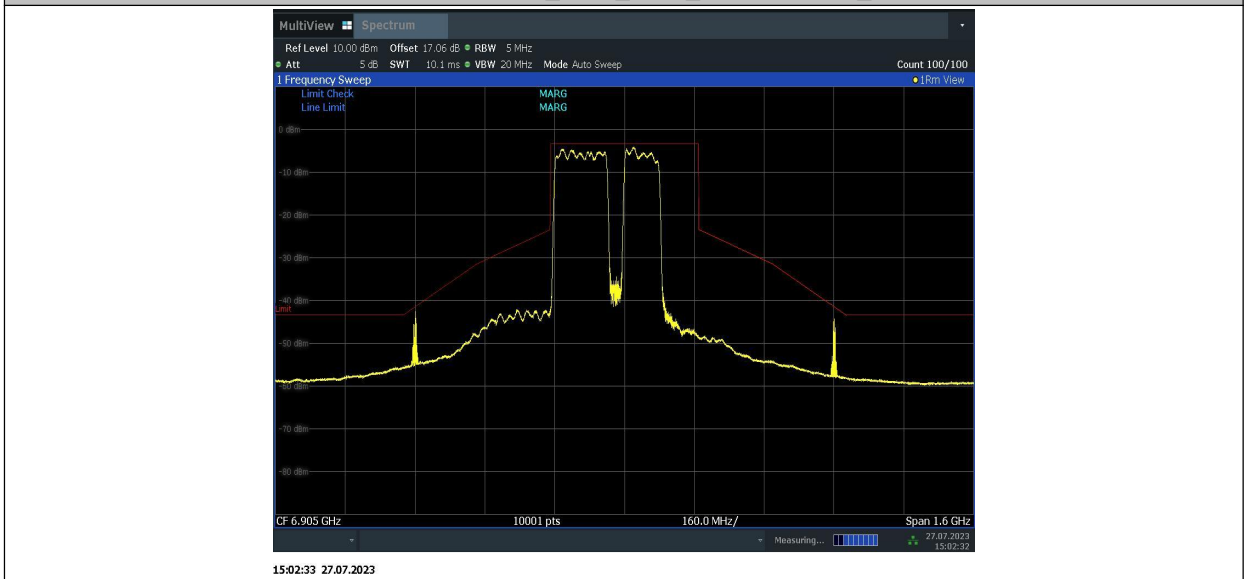 MultiView Spectrum
Ref Level 10.00 dBm Offset 17.06 dB RBW 5 MHz
Att 5 dB SWT 10.1 ms VBW 20 MHz Mode Auto Sweep Count 100/100
1 Frequency Sweep 1Rm View
Limit Check MARG
Line Limit MARG
0 dBm
-10 dBm
-20 dBm
-30 dBm
-40 dBm
Limit
-50 dBm
-60 dBm
-70 dBm
-80 dBm
CF 6.905 GHz 10001 pts 160.0 MHz/ Span 1.6 GHz
Measuring... 27.07.2023
15:02:32
15:02:33 27.07.2023